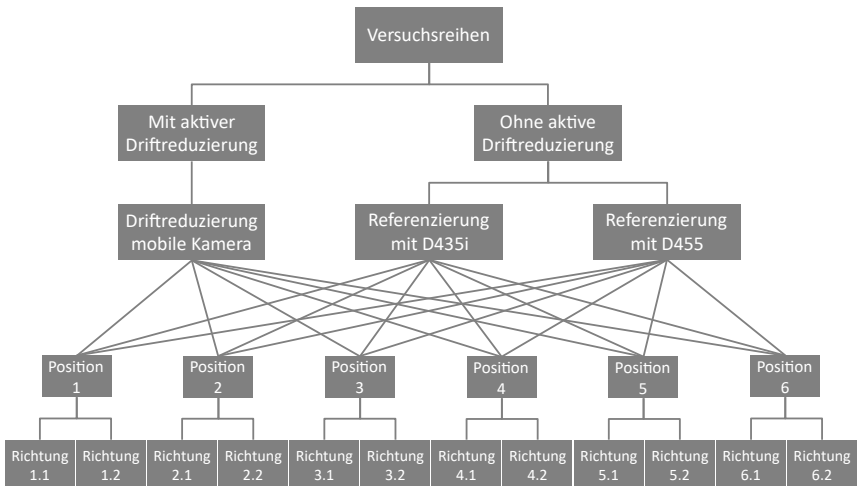 Versuchsreihen
Mit aktiver
Driftreduzierung
Ohne aktive
Driftreduzierung
Driftreduzierung
mobile Kamera
Referenzierung
mit D435i
Referenzierung
mit D455
Position
1
Position
2
Position
3
Position
4
Position
5
Position
6
Richtung
1.1
Richtung
1.2
Richtung
2.1
Richtung
2.2
Richtung
3.1
Richtung
3.2
Richtung
4.1
Richtung
4.2
Richtung
5.1
Richtung
5.2
Richtung
6.1
Richtung
6.2